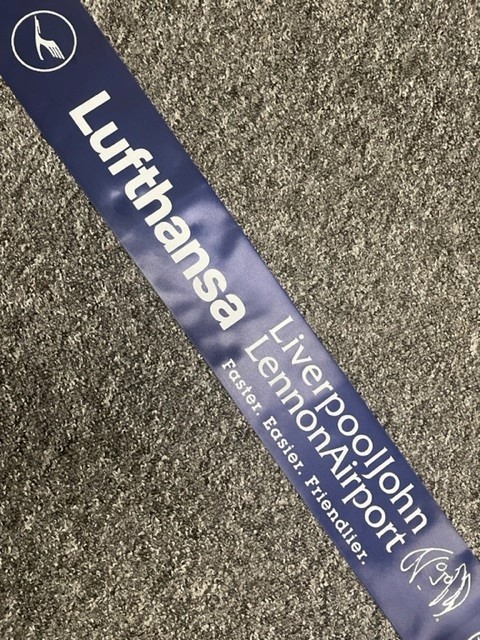 Lufthansa
LiverpoolJohn
LennonAirport
Faster. Easier. Friendlier.